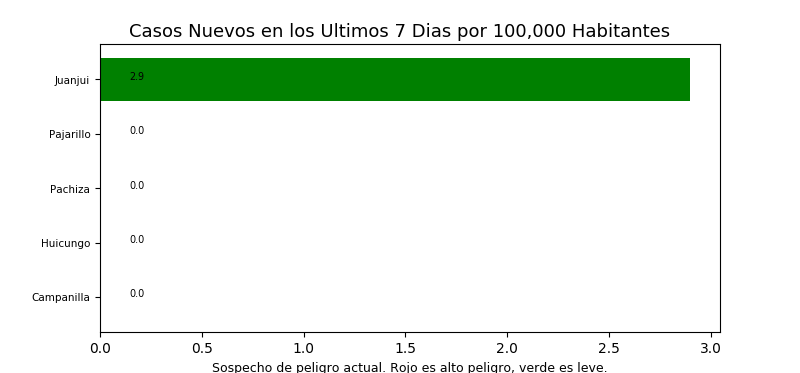 Casos Nuevos en los Ultimos 7 Dias por 100,000 Habitantes
Juanjui 2.9
Pajarillo 0.0
Pachiza 0.0
Huicungo 0.0
Campanilla 0.0
0.0 0.5 1.0 1.5 2.0 2.5 3.0
Sospecho de peligro actual. Rojo es alto peligro, verde es leve.